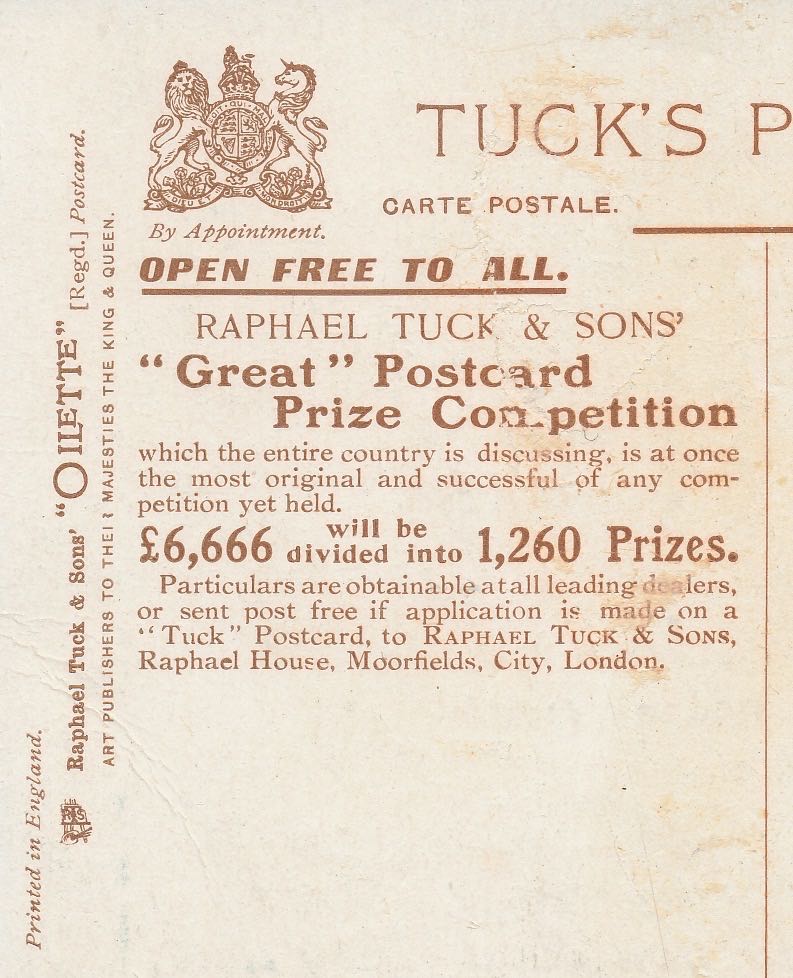 TUCK'S P
CARTE POSTALE.
By Appointment.
OPEN FREE TO ALL.
RAPHAEL TUCK & SONS'
"Great" Postcard
Prize Competition
which the entire country is discussing, is at once
the most original and successful of any com-
petition yet held.
£6,666 will be divided into 1,260 Prizes.
Particulars are obtainable at all leading dealers,
or sent post free if application is made on a
"Tuck" Postcard, to RAPHAEL TUCK & SONS,
Raphael House, Moorfields, City, London.
Raphael Tuck & Sons' "OILETTE" [Regd.] Postcard.
ART PUBLISHERS TO THEIR MAJESTIES THE KING & QUEEN.
Printed in England.
DIEU ET MON DROIT